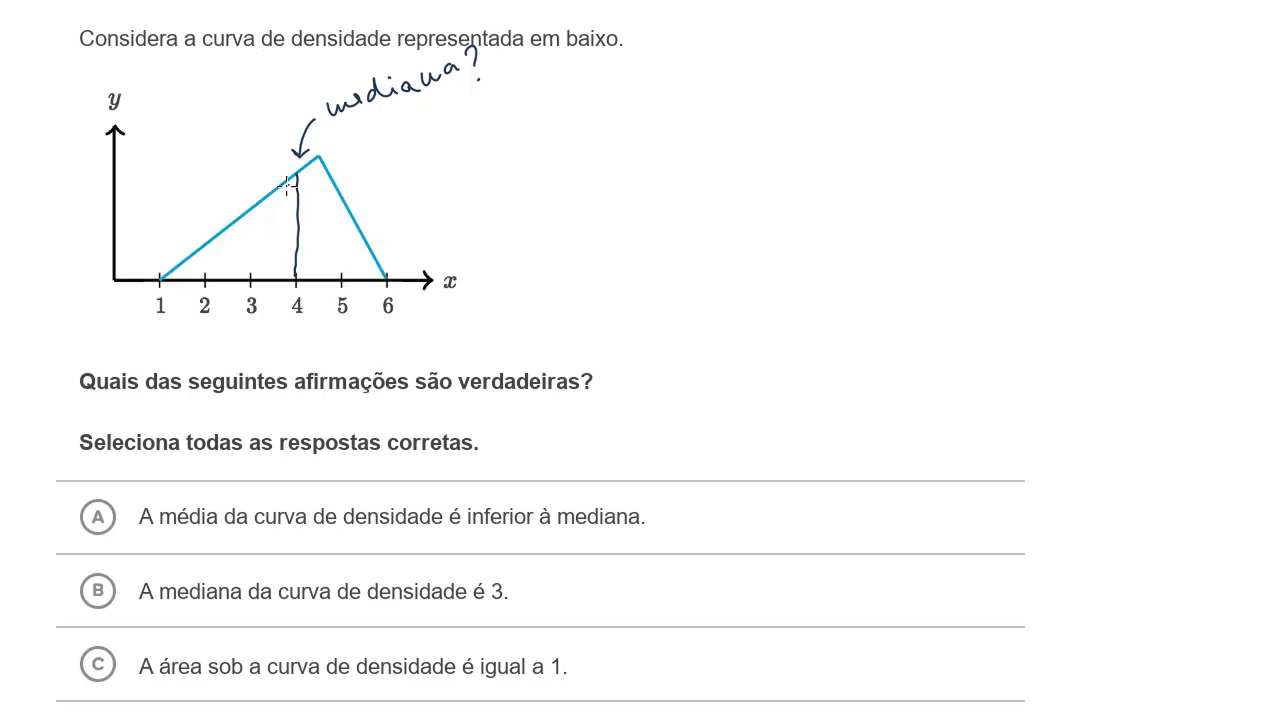 Considera a curva de densidade representada em baixo.
mediana?
y
x
1 2 3 4 5 6
Quais das seguintes afirmações são verdadeiras?
Seleciona todas as respostas corretas.
A A média da curva de densidade é inferior à mediana.
B A mediana da curva de densidade é 3.
C A área sob a curva de densidade é igual a 1.